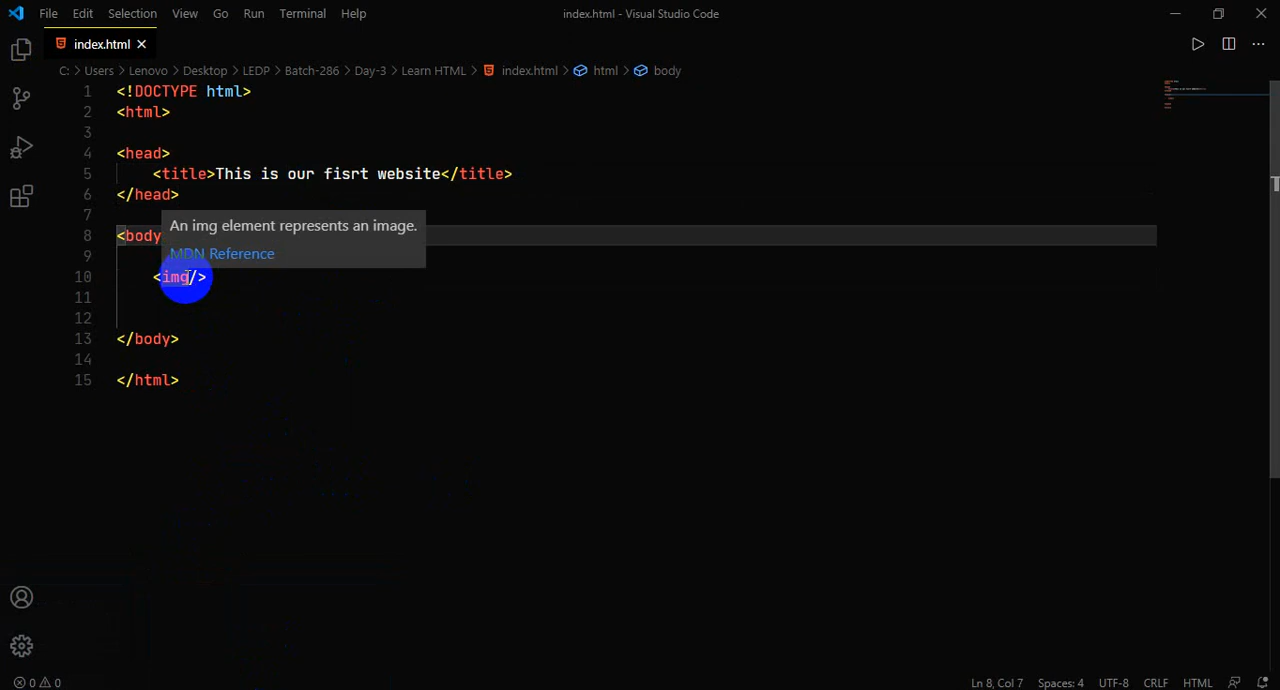 File Edit Selection View Go Run Terminal Help index.html - Visual Studio Code
index.html
C: > Users > Lenovo > Desktop > LEDP > Batch-286 > Day-3 > Learn HTML > index.html > html > body
1 <!DOCTYPE html>
2 <html>
3
4 <head>
5 <title>This is our fisrt website</title>
6 </head>
7
An img element represents an image.
8 <body
MDN Reference
9
10 <img/>
11
12
13 </body>
14
15 </html>
0 0 Ln 8, Col 7 Spaces: 4 UTF-8 CRLF HTML